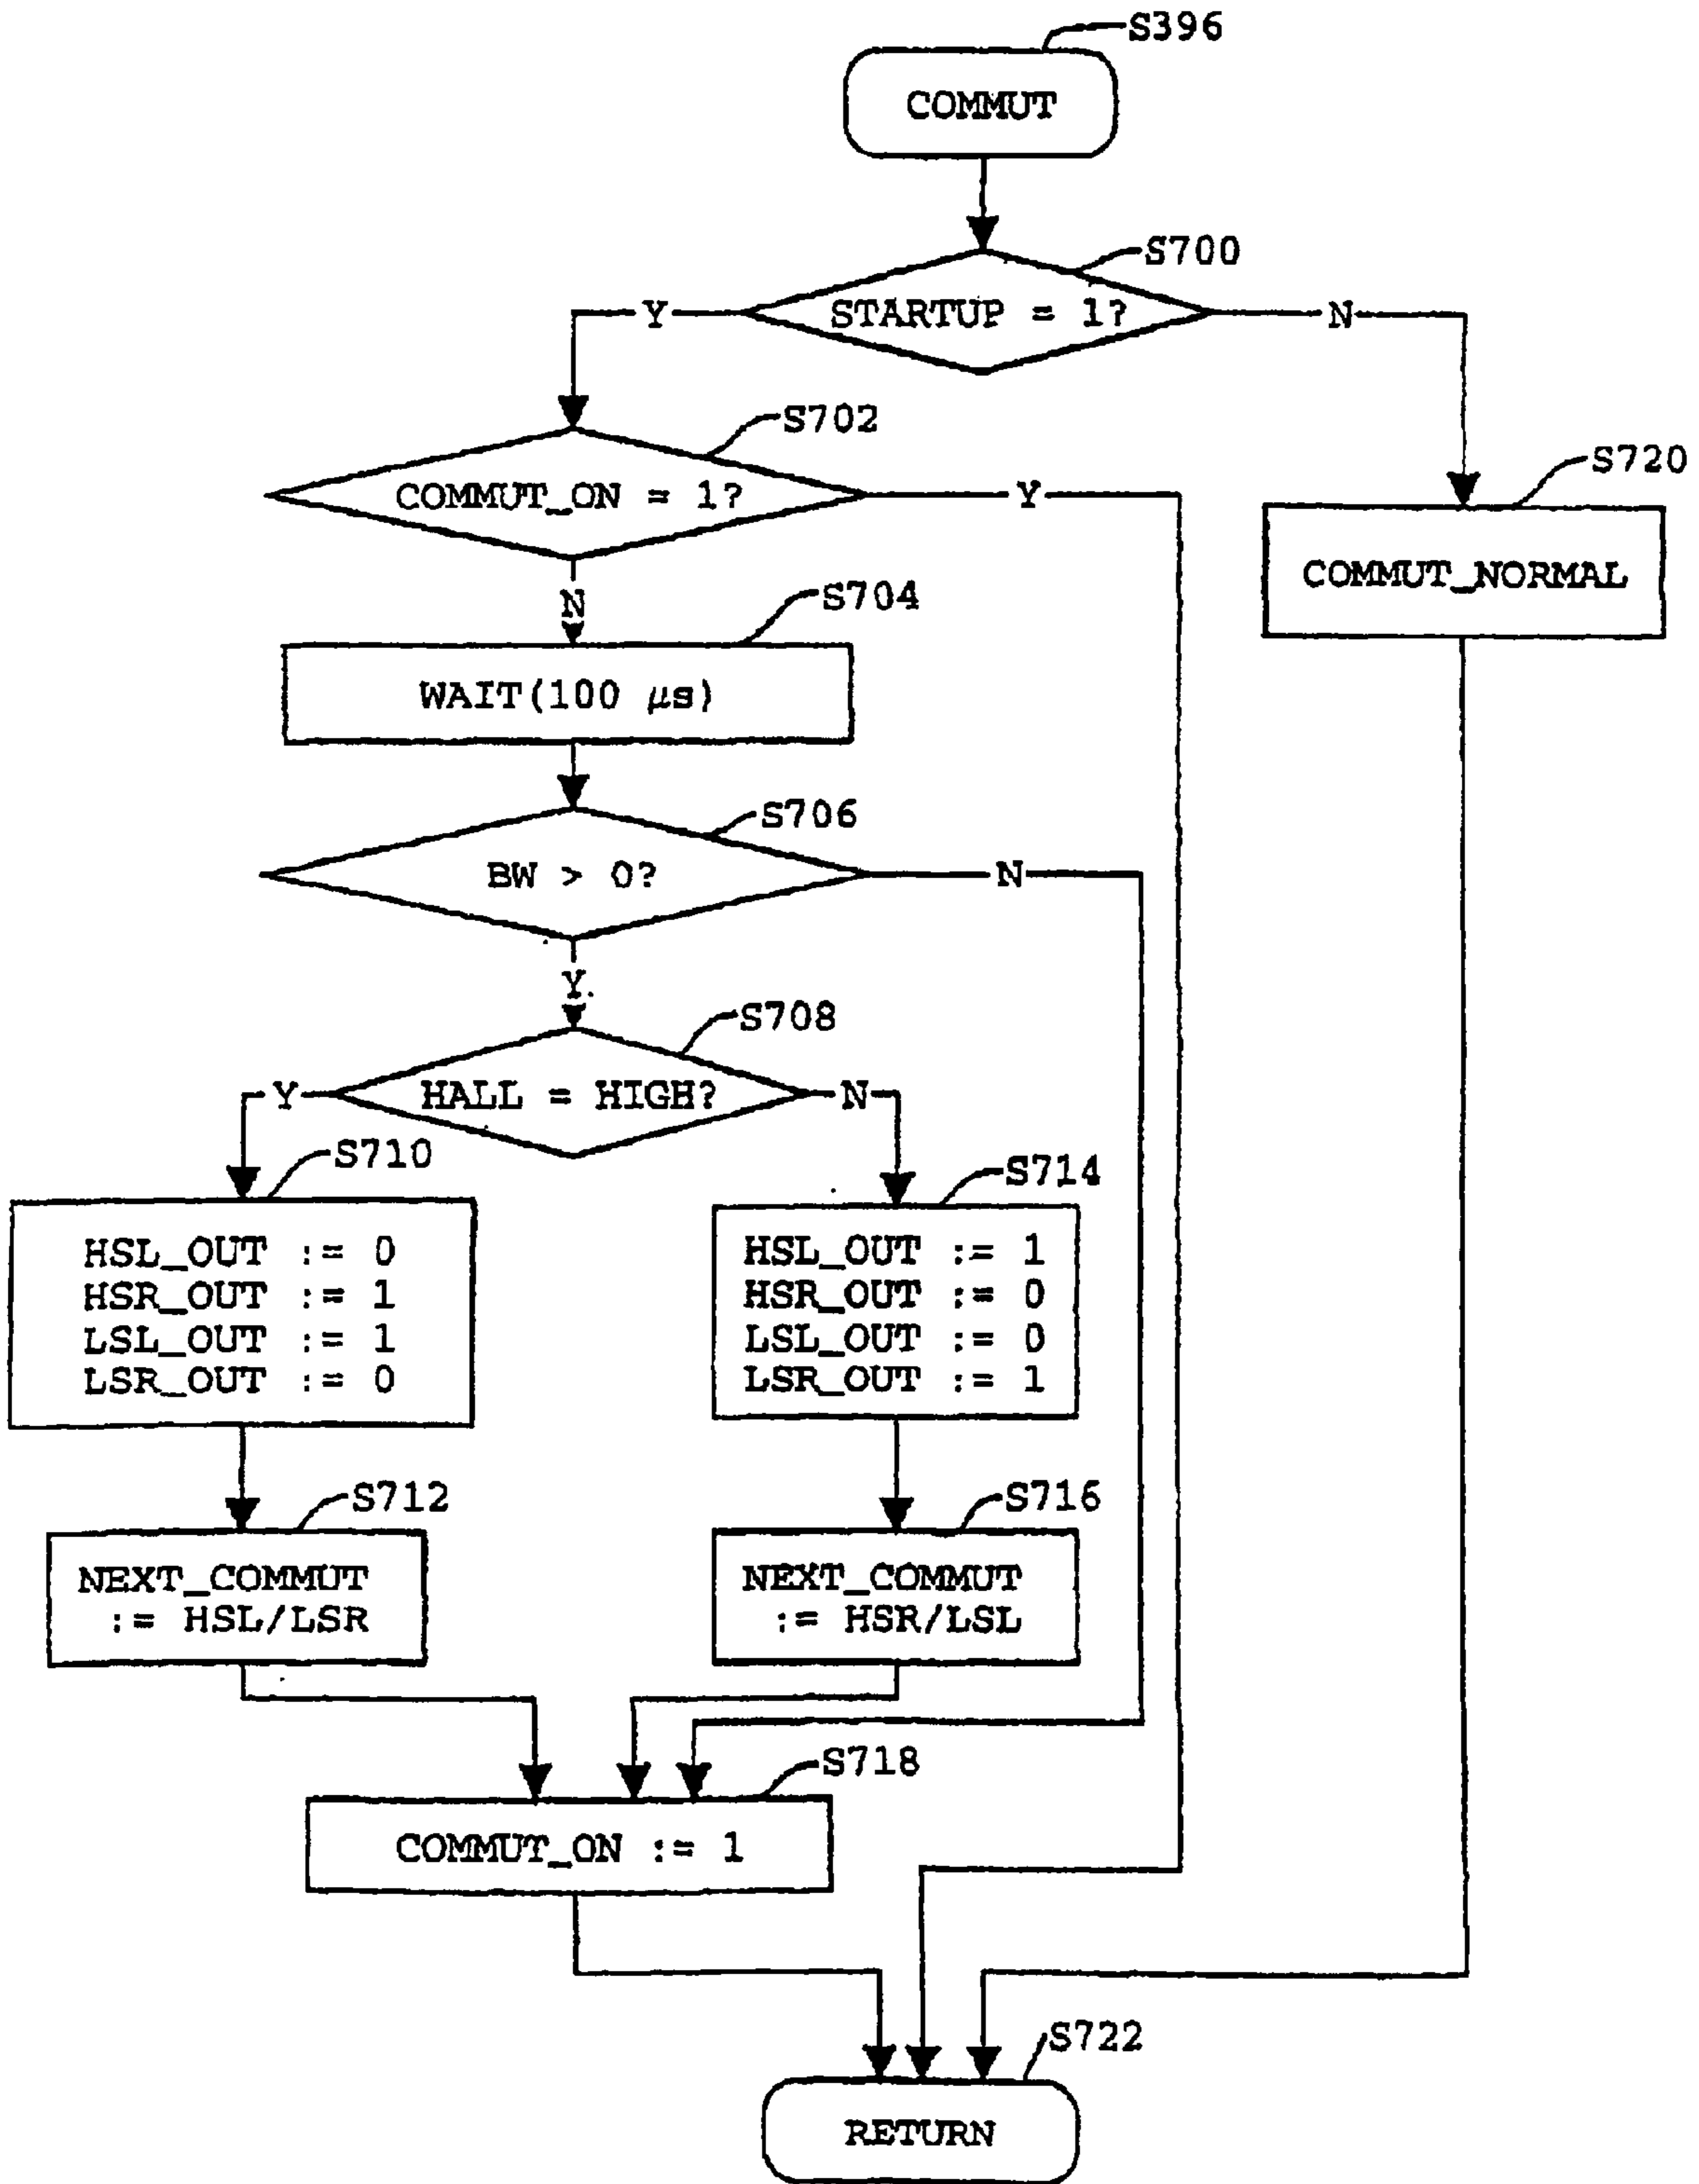 S396
COMMUT
S700
STARTUP = 1?
Y
N
S702
COMMUT_ON = 1?
Y
N
S720
COMMUT_NORMAL
S704
WAIT(100 µs)
S706
BW > 0?
N
Y
S708
HALL = HIGH?
Y
N
S710
HSL_OUT := 0
HSR_OUT := 1
LSL_OUT := 1
LSR_OUT := 0
S714
HSL_OUT := 1
HSR_OUT := 0
LSL_OUT := 0
LSR_OUT := 1
S712
NEXT_COMMUT
:= HSL/LSR
S716
NEXT_COMMUT
:= HSR/LSL
S718
COMMUT_ON := 1
S722
RETURN